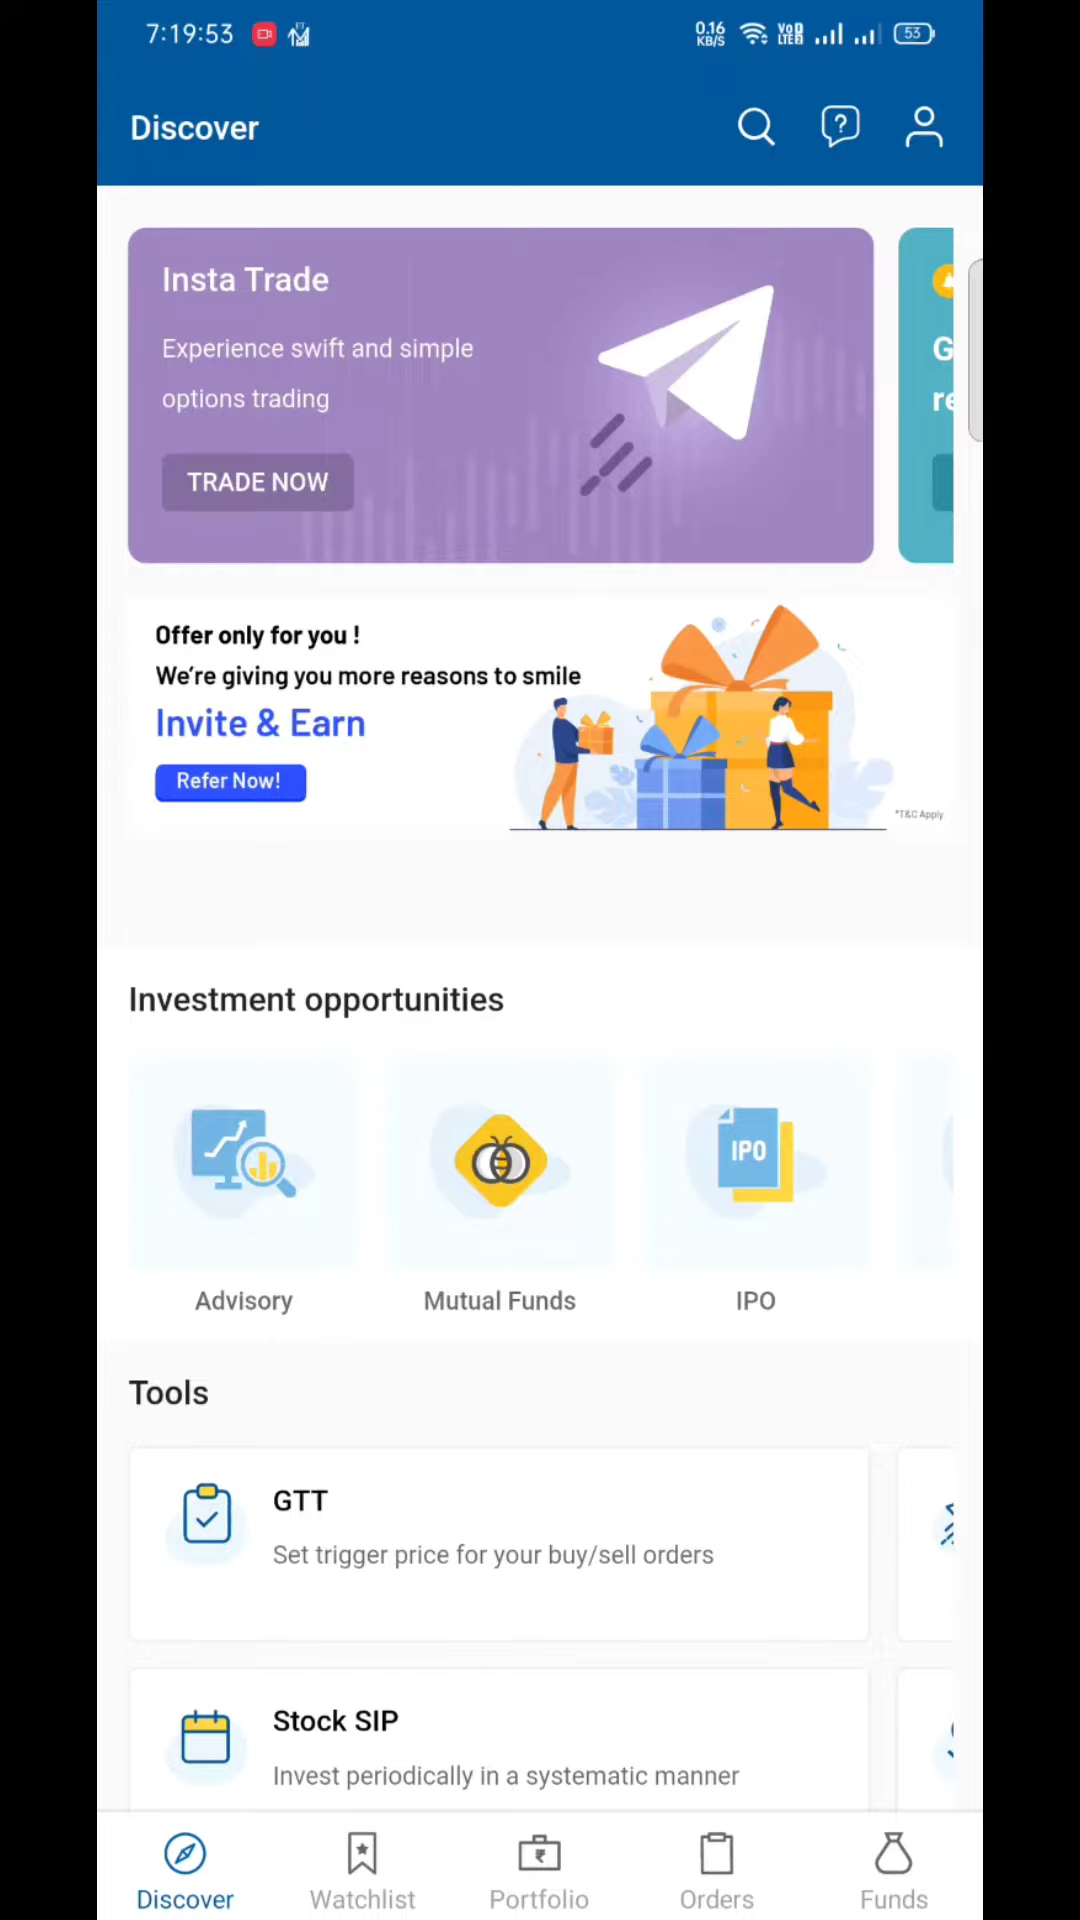 7:19:53
0.16 KB/S
VoD LTE2
53
Discover
Insta Trade
Experience swift and simple
options trading
TRADE NOW
G
re
Offer only for you !
We're giving you more reasons to smile
Invite & Earn
Refer Now!
*T&C Apply
Investment opportunities
IPO
Advisory
Mutual Funds
IPO
Tools
GTT
Set trigger price for your buy/sell orders
Stock SIP
Invest periodically in a systematic manner
Discover
Watchlist
Portfolio
Orders
Funds